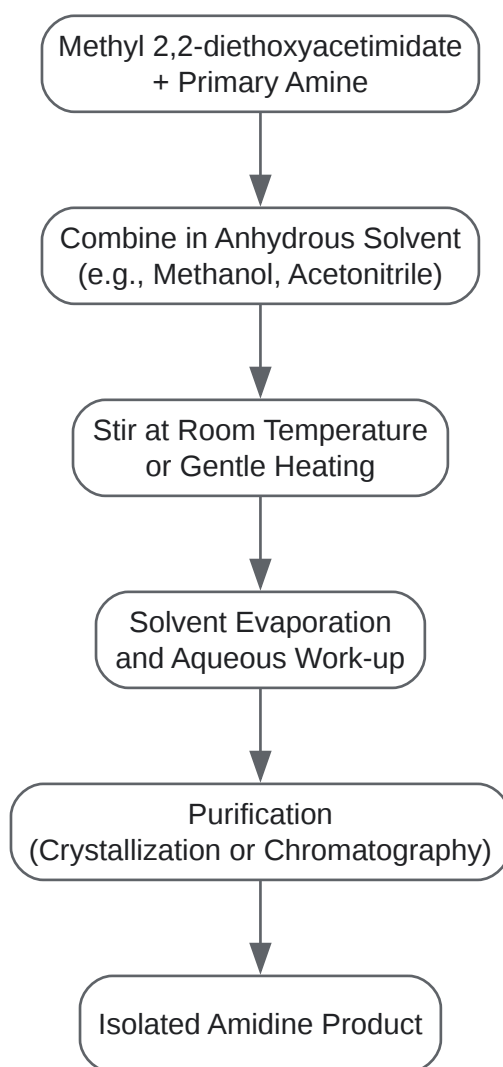 Methyl 2,2-diethoxyacetimidate
+ Primary Amine
Combine in Anhydrous Solvent
(e.g., Methanol, Acetonitrile)
Stir at Room Temperature
or Gentle Heating
Solvent Evaporation
and Aqueous Work-up
Purification
(Crystallization or Chromatography)
Isolated Amidine Product